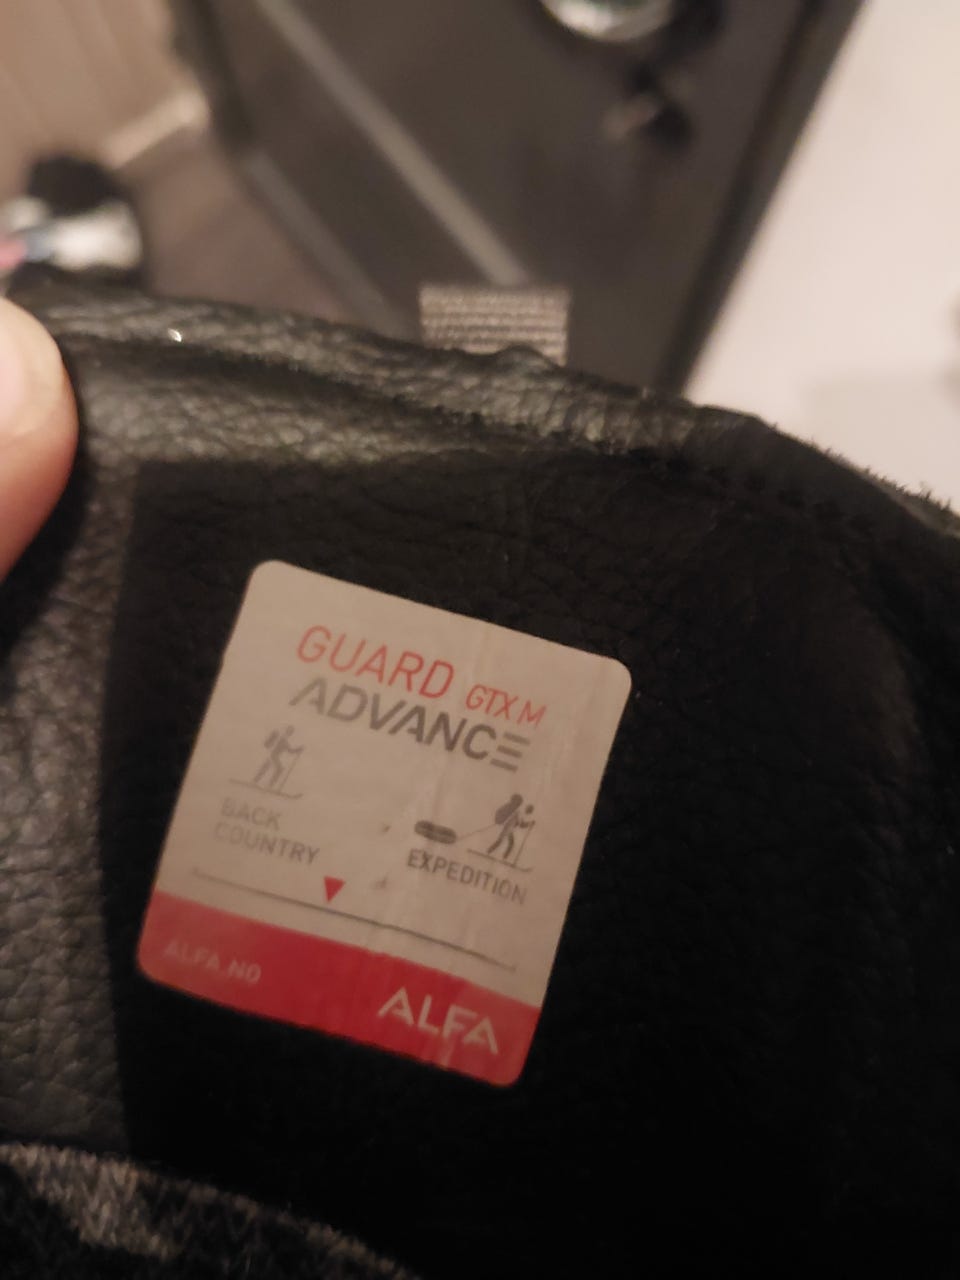 GUARD GTX M
ADVANCE
BACK
COUNTRY
EXPEDITION
ALFA.NO
ALFA